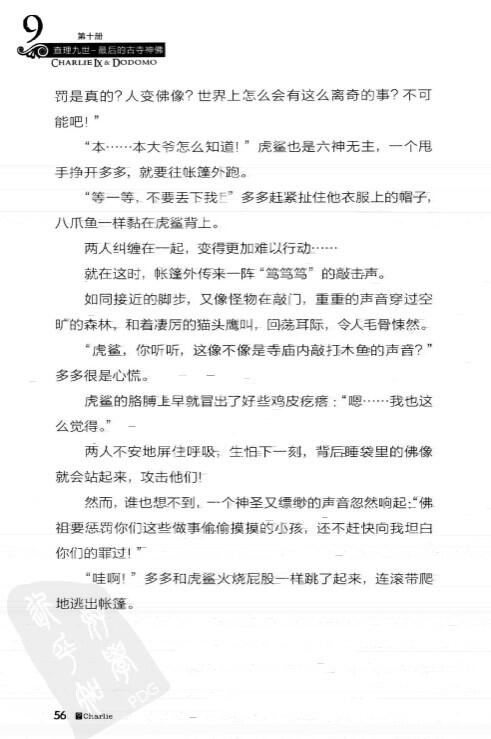 9
第十册
查理九世-最后的古寺神佛
CHARLIE IX & DODOMO
罚是真的？人变佛像？世界上怎么会有这么离奇的事？不可
能吧！”
“本……本大爷怎么知道！”虎鲨也是六神无主，一个甩
手挣开多多，就要往帐篷外跑。
“等一等，不要丢下我！”多多赶紧扯住他衣服上的帽子，
八爪鱼一样黏在虎鲨背上。
两人纠缠在一起，变得更加难以行动……
就在这时，帐篷外传来一阵“笃笃笃”的敲击声。
如同接近的脚步，又像怪物在敲门，重重的声音穿过空
旷的森林，和着凄厉的猫头鹰叫，回荡耳际，令人毛骨悚然。
“虎鲨，你听听，这像不像是寺庙内敲打木鱼的声音？”
多多很是心慌。
虎鲨的胳膊上早就冒出了好些鸡皮疙瘩：“嗯……我也这
么觉得。”
两人不安地屏住呼吸，生怕下一刻，背后睡袋里的佛像
就会站起来，攻击他们！
然而，谁也想不到，一个神圣又缥缈的声音忽然响起：“佛
祖要惩罚你们这些做事偷偷摸摸的小孩，还不赶快向我坦白
你们的罪过！”
“哇啊！”多多和虎鲨火烧屁股一样跳了起来，连滚带爬
地逃出帐篷。
PDG
56 Charlie